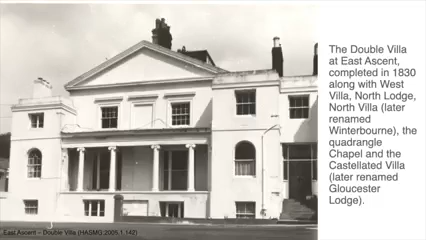 The Double Villa
at East Ascent,
completed in 1830
along with West
Villa, North Lodge,
North Villa (later
renamed
Winterbourne), the
quadrangle
Chapel and the
Castellated Villa
(later renamed
Gloucester
Lodge).
East Ascent – Double Villa (HASMG:2005.1.142)